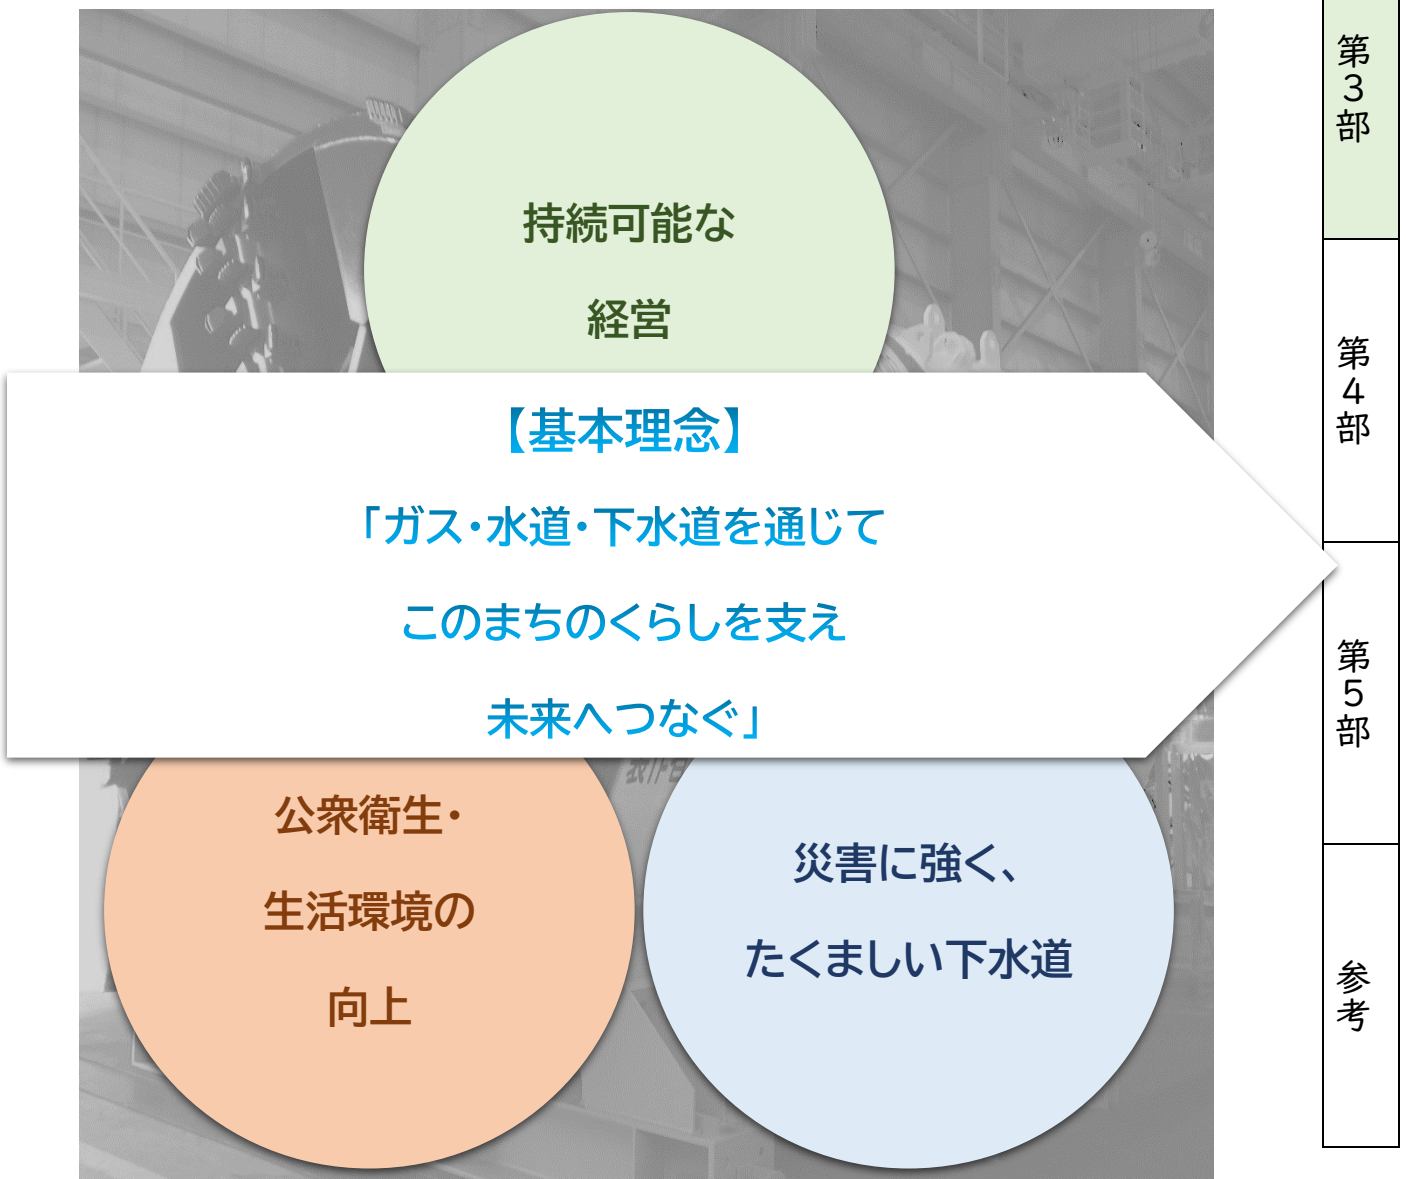 持続可能な
経営
【基本理念】
「ガス・水道・下水道を通じて
このまちのくらしを支え
未来へつなぐ」
公衆衛生・
生活環境の
向上
災害に強く、
たくましい下水道
第3部
第4部
第5部
参考